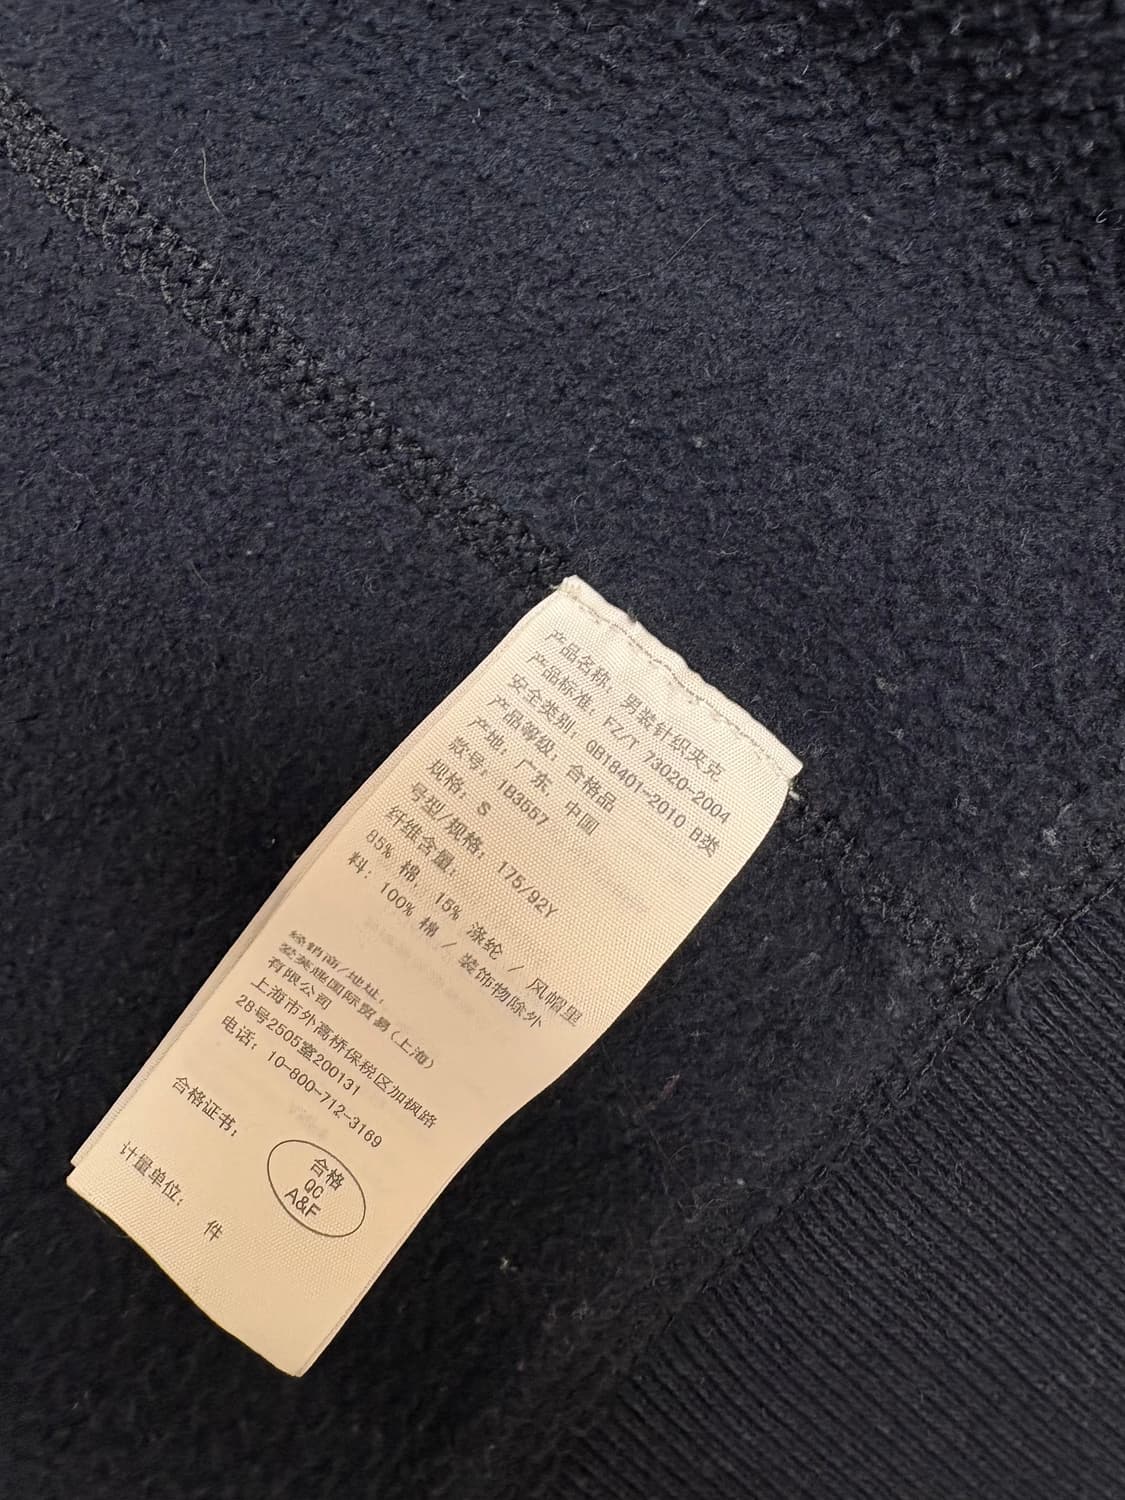 产品名称: 男装针织夹克
产品标准: FZ/T 73020-2004
安全类别: GB18401-2010 B类
产品等级: 合格品
产地: 广东, 中国
款号: IB3557
规格: S
号型/规格: 175/92Y
纤维含量:
85% 棉, 15% 涤纶 / 风帽里
料: 100% 棉 / 装饰物除外
经销商/地址:
爱芙趣国际贸易(上海)
有限公司
上海市外高桥保税区加枫路
28号2505室200131
电话: 10-800-712-3169
合格证书:
合格
QC
A&F
计量单位: 件